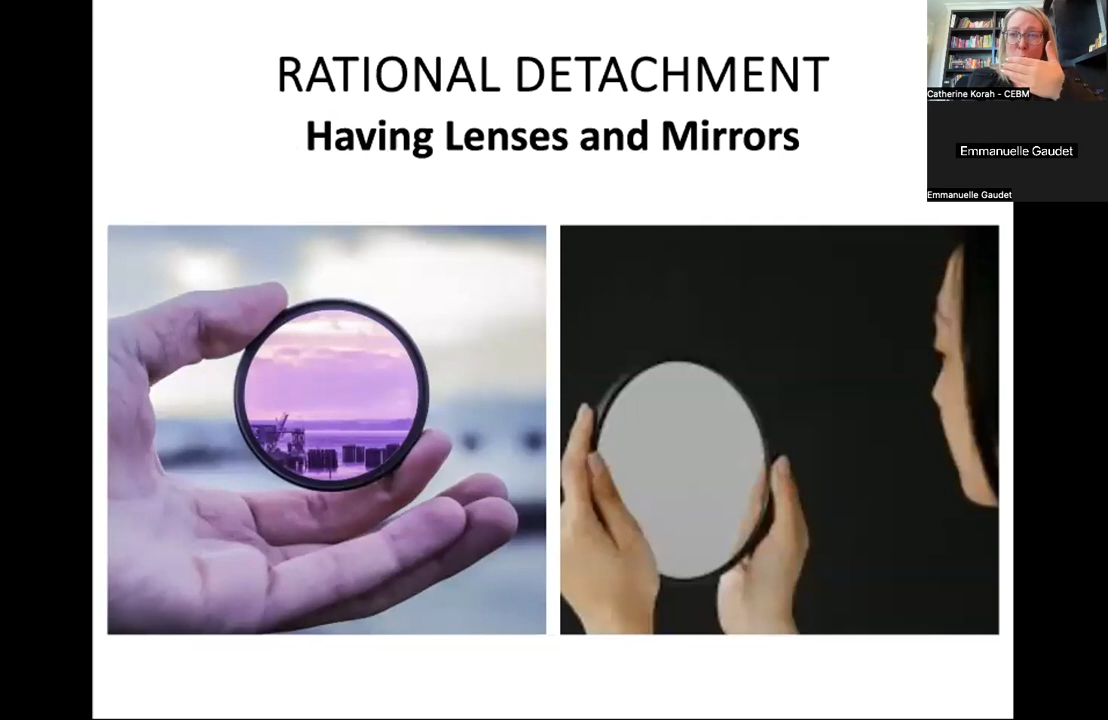 RATIONAL DETACHMENT
Having Lenses and Mirrors
Catherine Korah - CEBM
Emmanuelle Gaudet
Emmanuelle Gaudet